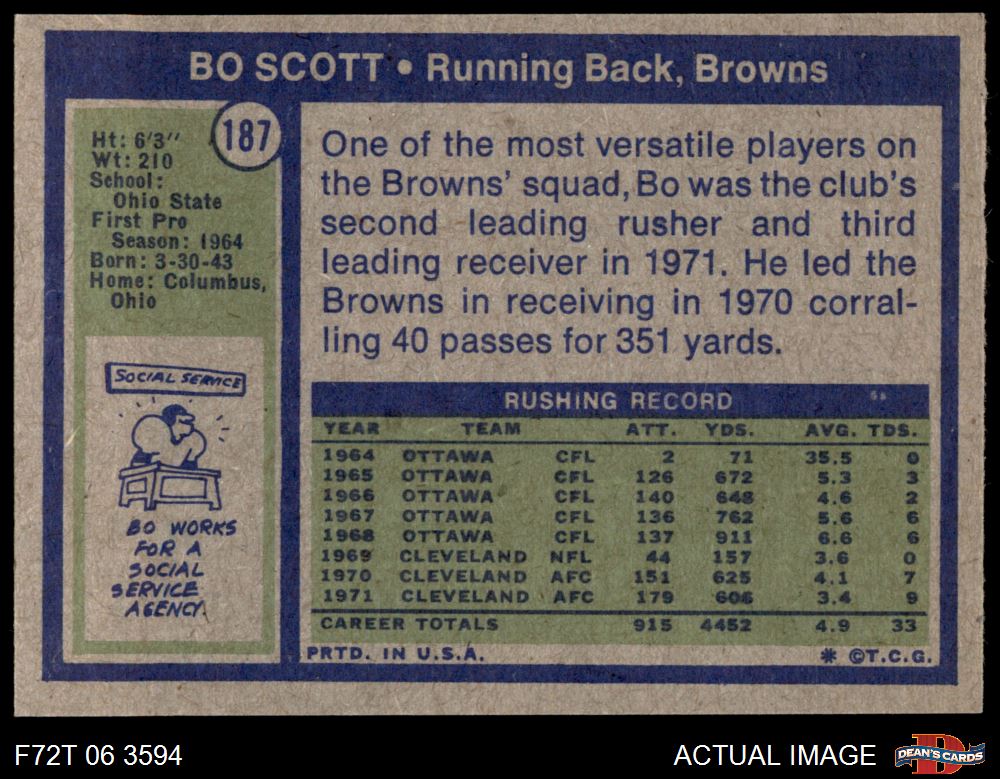 BO SCOTT • Running Back, Browns
187
Ht: 6'3''
Wt: 210
School:
Ohio State
First Pro
Season: 1964
Born: 3-30-43
Home: Columbus,
Ohio
SOCIAL SERVICE
BO WORKS
FOR A
SOCIAL
SERVICE
AGENCY.
One of the most versatile players on
the Browns' squad, Bo was the club's
second leading rusher and third
leading receiver in 1971. He led the
Browns in receiving in 1970 corral-
ling 40 passes for 351 yards.
RUSHING RECORD
YEAR TEAM ATT. YDS. AVG. TDS.
1964 OTTAWA CFL 2 71 35.5 0
1965 OTTAWA CFL 126 672 5.3 3
1966 OTTAWA CFL 140 648 4.6 2
1967 OTTAWA CFL 136 762 5.6 6
1968 OTTAWA CFL 137 911 6.6 6
1969 CLEVELAND NFL 44 157 3.6 0
1970 CLEVELAND AFC 151 625 4.1 7
1971 CLEVELAND AFC 179 606 3.4 9
CAREER TOTALS 915 4452 4.9 33
PRTD. IN U.S.A. * ©T.C.G.
F72T 06 3594
ACTUAL IMAGE
DEAN'S CARDS